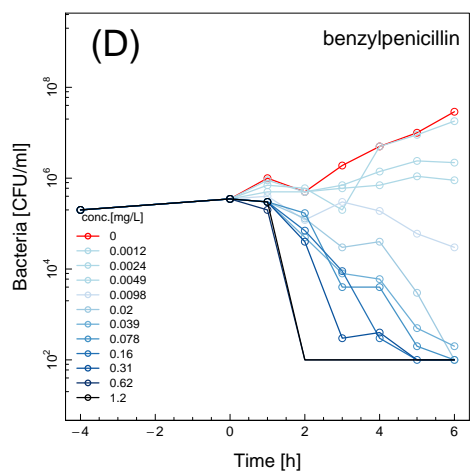 (D)
benzylpenicillin
Bacteria [CFU/ml]
10^8
10^6
10^4
10^2
conc.[mg/L]
0
0.0012
0.0024
0.0049
0.0098
0.02
0.039
0.078
0.16
0.31
0.62
1.2
−4 −2 0 2 4 6
Time [h]